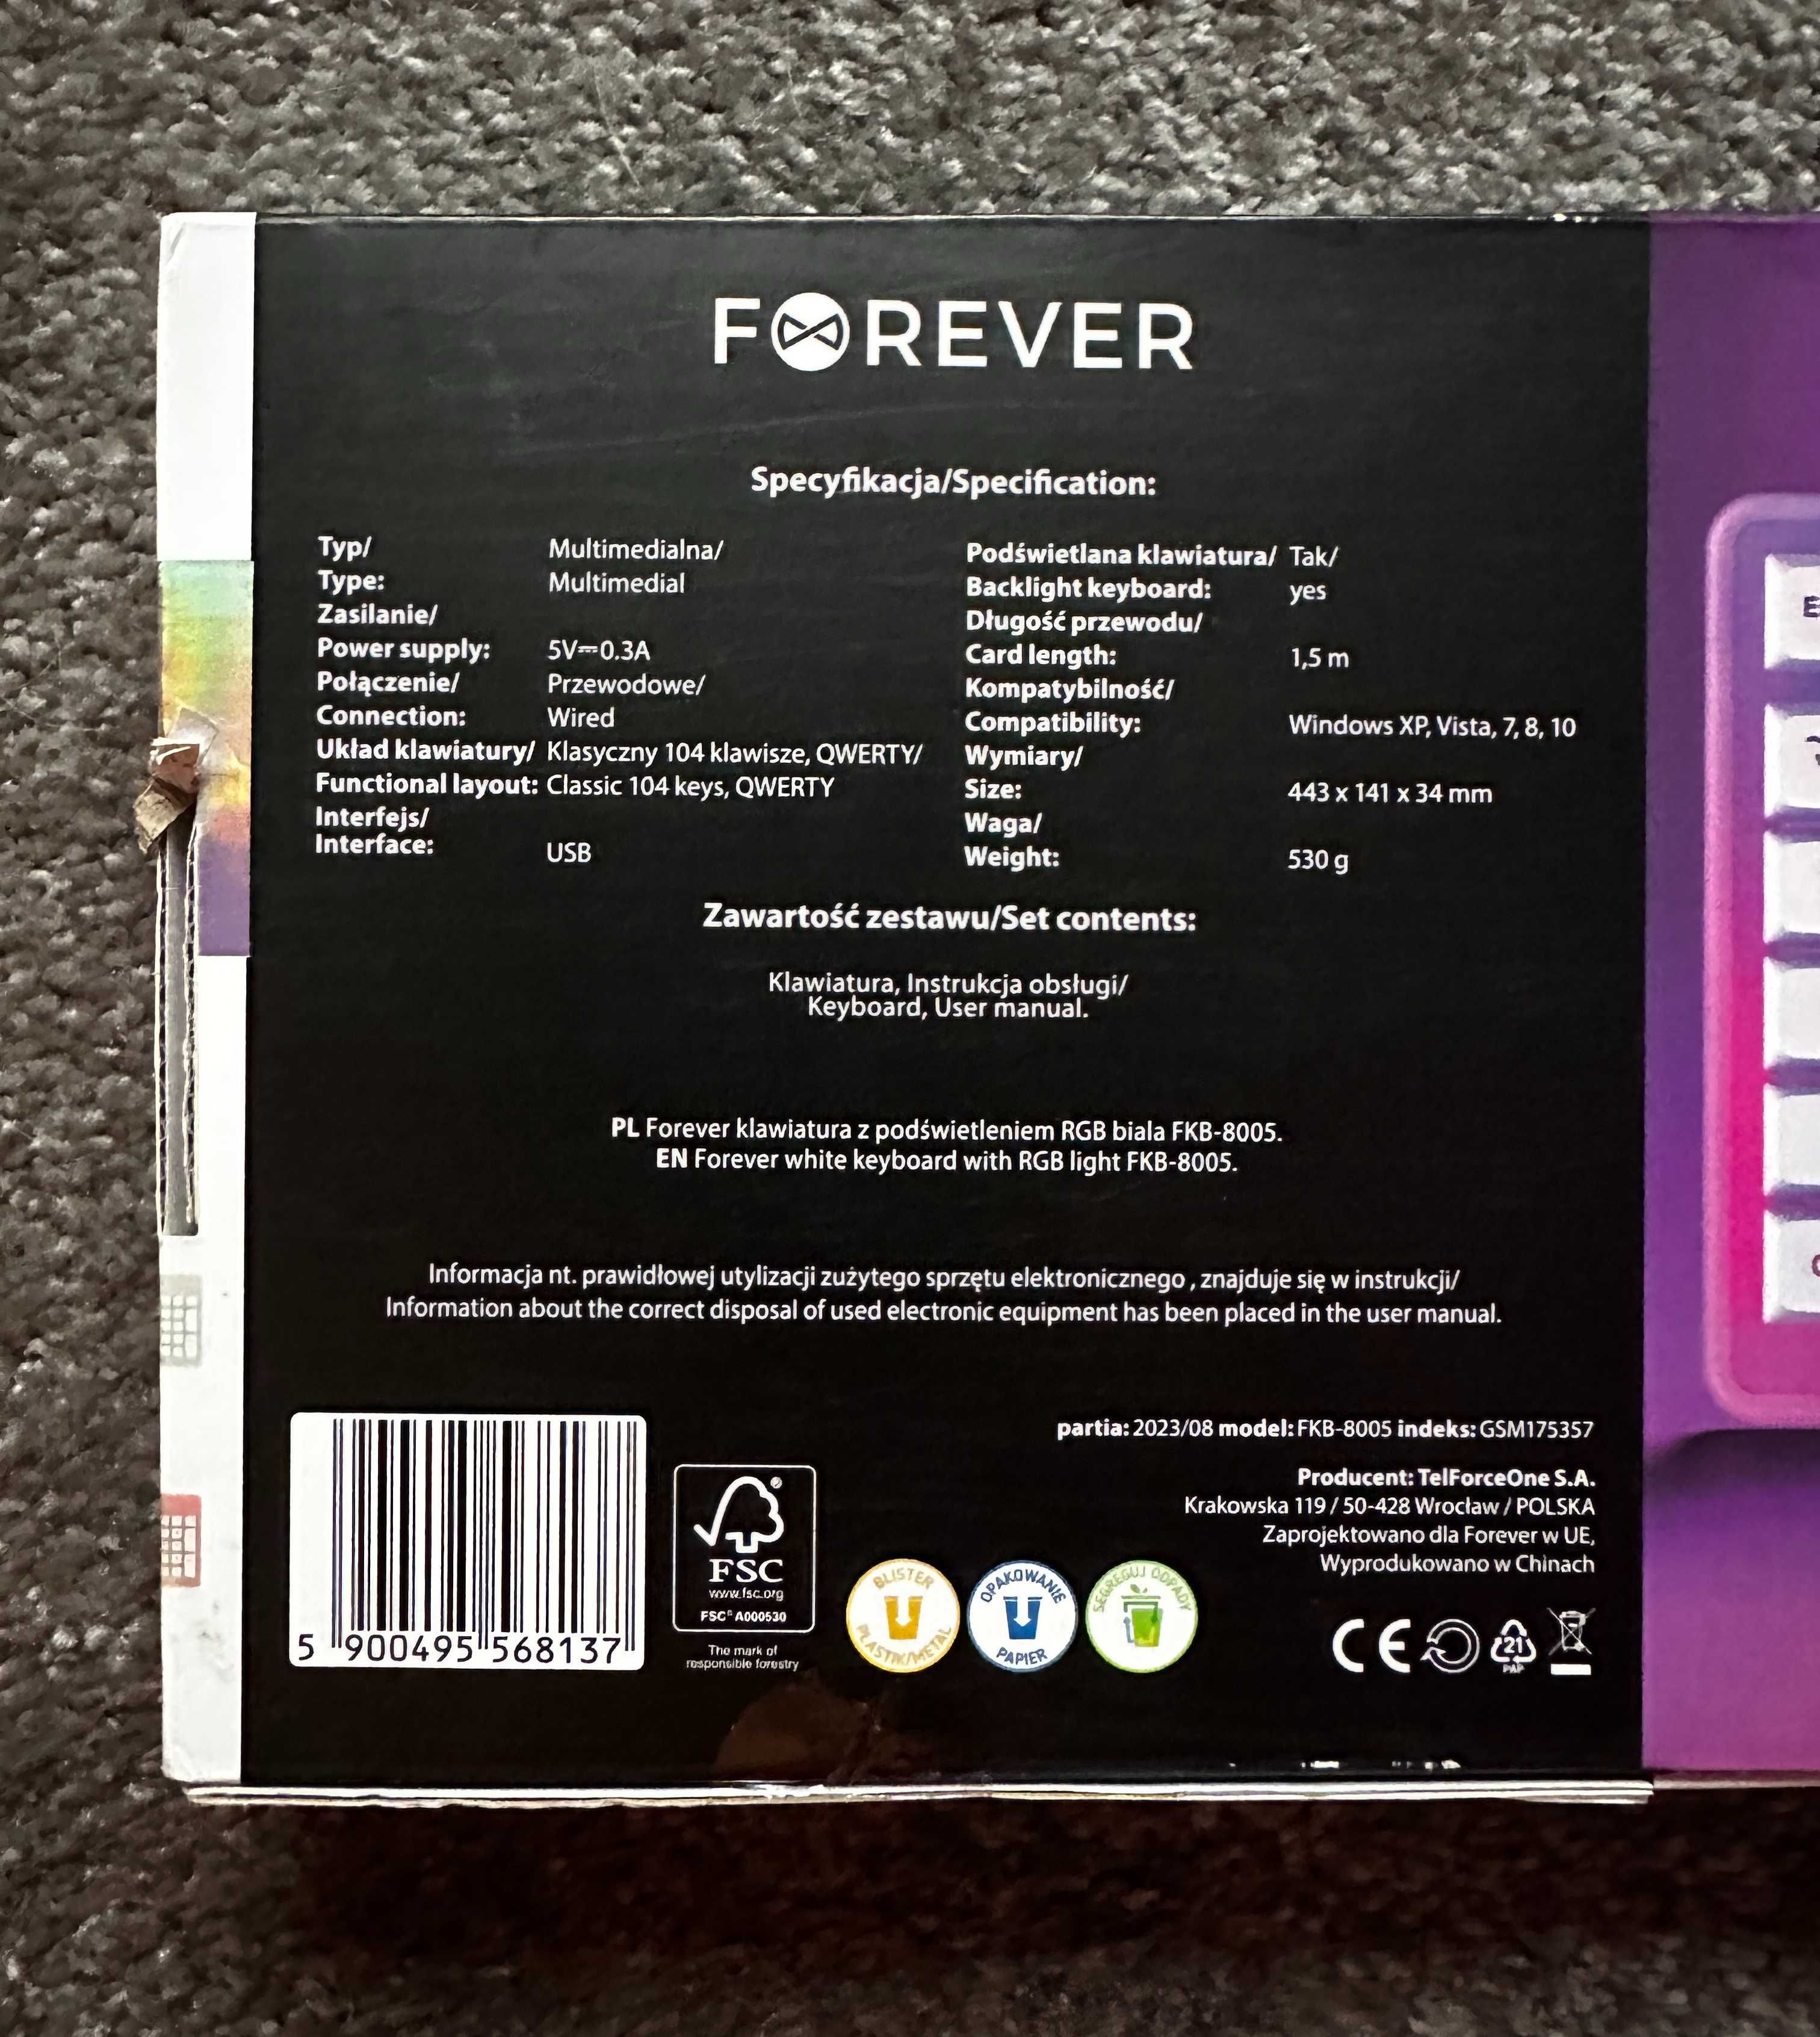 FOREVER
Specyfikacja/Specification:
Typ/ Multimedialna/
Type: Multimedial
Zasilanie/
Power supply: 5V⎓0.3A
Połączenie/ Przewodowe/
Connection: Wired
Układ klawiatury/ Klasyczny 104 klawisze, QWERTY/
Functional layout: Classic 104 keys, QWERTY
Interfejs/
Interface: USB
Podświetlana klawiatura/ Tak/
Backlight keyboard: yes
Długość przewodu/
Card length: 1,5 m
Kompatybilność/
Compatibility: Windows XP, Vista, 7, 8, 10
Wymiary/
Size: 443 x 141 x 34 mm
Waga/
Weight: 530 g
Zawartość zestawu/Set contents:
Klawiatura, Instrukcja obsługi/
Keyboard, User manual.
PL Forever klawiatura z podświetleniem RGB biala FKB-8005.
EN Forever white keyboard with RGB light FKB-8005.
Informacja nt. prawidłowej utylizacji zużytego sprzętu elektronicznego , znajduje się w instrukcji/
Information about the correct disposal of used electronic equipment has been placed in the user manual.
partia: 2023/08 model: FKB-8005 indeks: GSM175357
Producent: TelForceOne S.A.
Krakowska 119 / 50-428 Wrocław / POLSKA
Zaprojektowano dla Forever w UE,
Wyprodukowano w Chinach
5 900495 568137
FSC
www.fsc.org
FSC® A000530
The mark of
responsible forestry
BLISTER
PLASTIK/METAL
OPAKOWANIE
PAPIER
SEGREGUJ ODPADY
CE
21
PAP